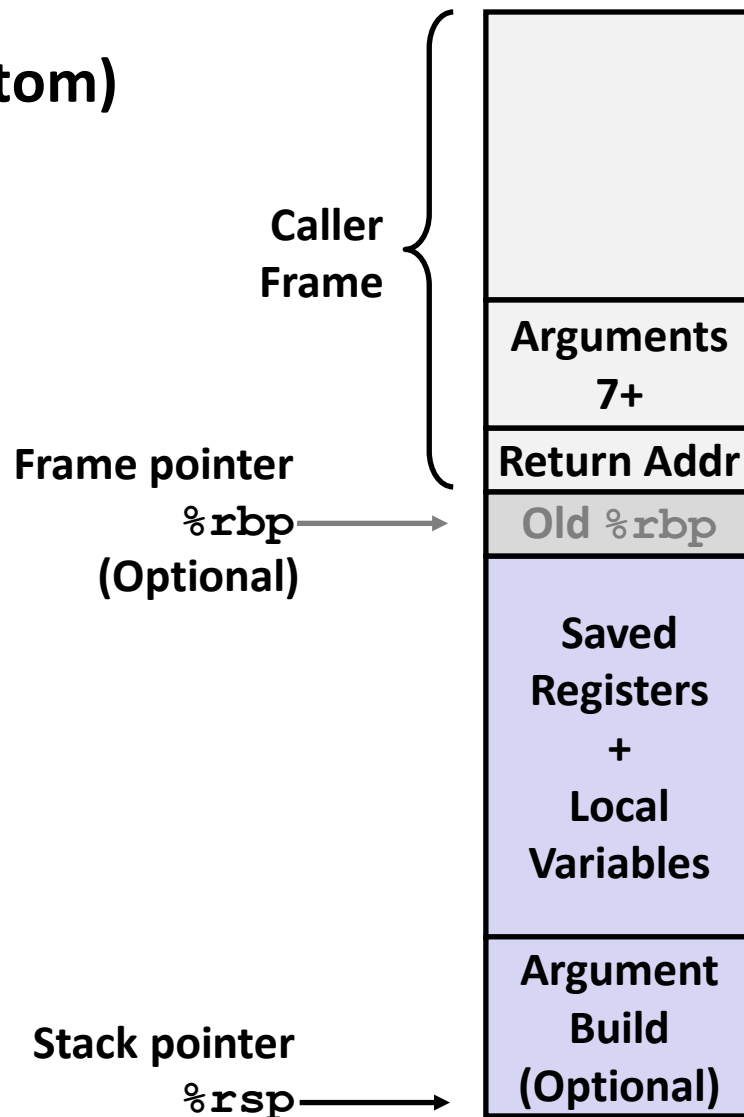 tom)
Caller
Frame
Arguments
7+
Return Addr
Frame pointer
%rbp
(Optional)
Old %rbp
Saved
Registers
+
Local
Variables
Argument
Build
(Optional)
Stack pointer
%rsp